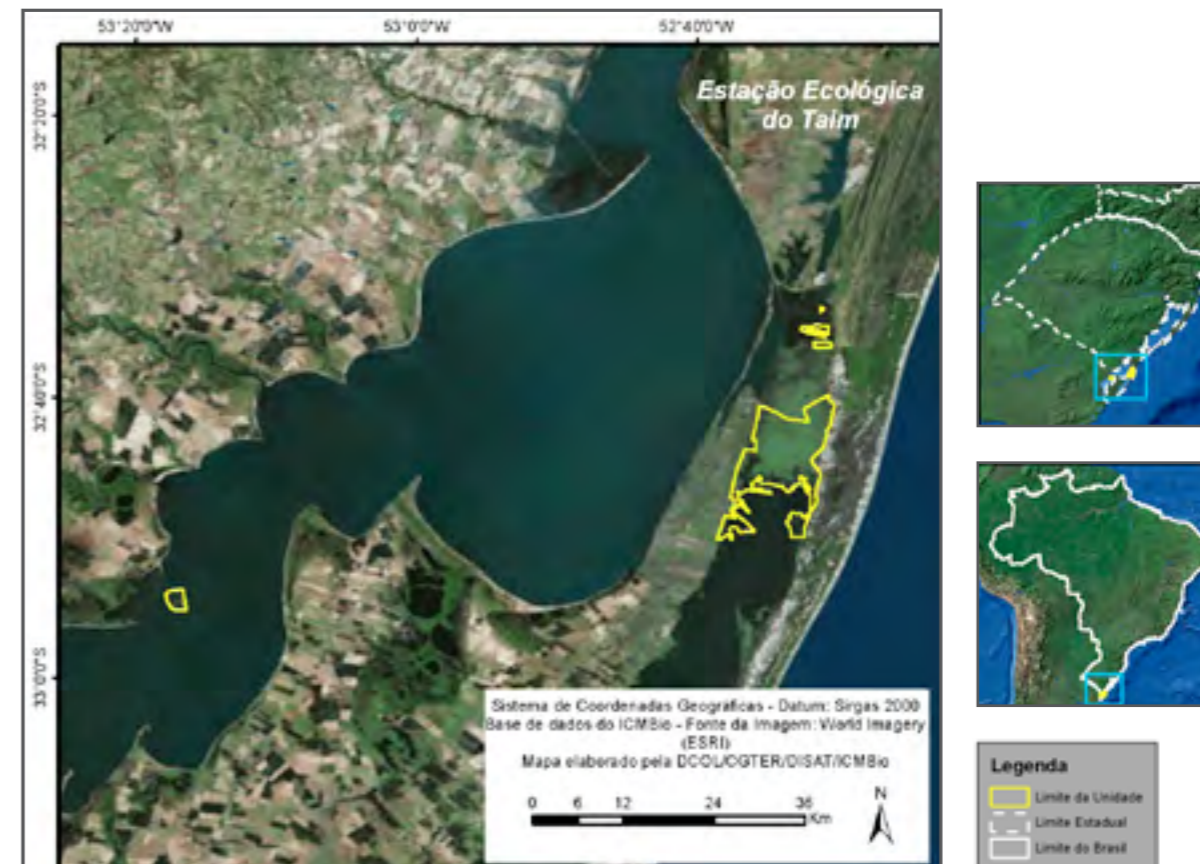 53°20'0"W
53°0'0"W
52°40'0"W
32°20'0"S
32°40'0"S
33°0'0"S
Estação Ecológica
do Taim
Sistema de Coordenadas Geográficas - Datum: Sirgas 2000
Base de dados do ICMBio - Fonte da Imagem: World Imagery
(ESRI)
Mapa elaborado pela DCOL/CGTER/DISAT/ICMBio
0 6 12 24 36
Km
N
Legenda
Limite da Unidade
Limite Estadual
Limite do Brasil